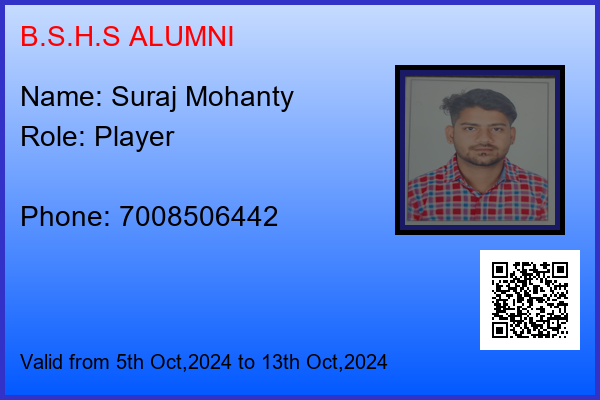 B.S.H.S ALUMNI
Name: Suraj Mohanty
Role: Player
Phone: 7008506442
Valid from 5th Oct,2024 to 13th Oct,2024